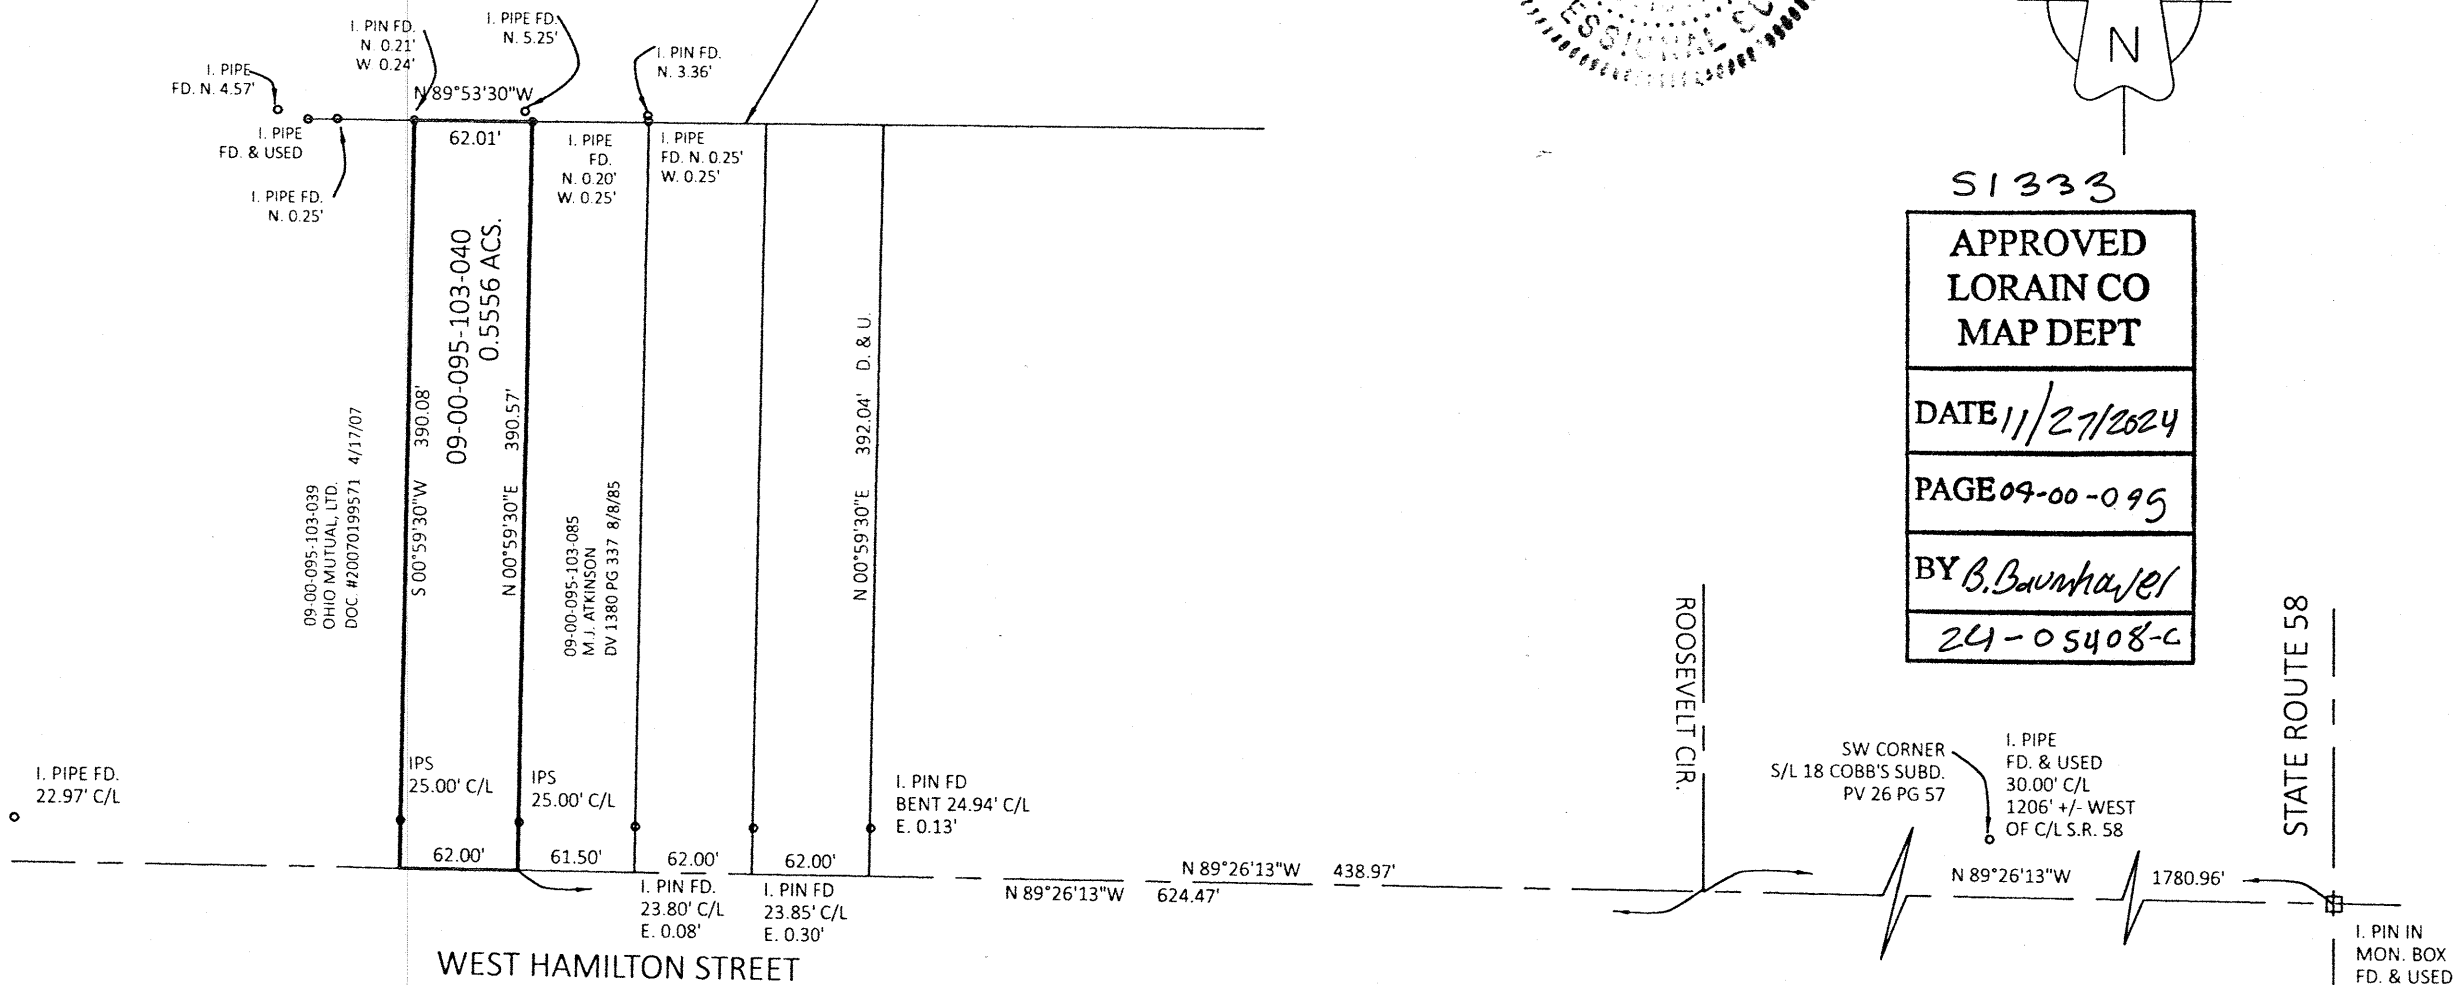 I. PIN FD.
N. 0.21'
W 0.24'
I. PIPE FD.
N. 5.25'
I. PIN FD.
N. 3.36'
I. PIPE
FD. N. 4.57'
N 89°53'30"W
I. PIPE
FD. & USED
62.01'
I. PIPE
FD.
N. 0.20'
W. 0.25'
I. PIPE
FD. N. 0.25'
W. 0.25'
I. PIPE FD.
N. 0.25'
ESSIONAL SU
N
09-00-095-103-040
0.5556 ACS.
09-00-095-103-039
OHIO MUTUAL, LTD.
DOC. #20070199571 4/17/07
S 00°59'30"W 390.08'
N 00°59'30"E 390.57'
09-00-095-103-085
M.J. ATKINSON
DV 1380 PG 337 8/8/85
N 00°59'30"E 392.04' D. & U.
S1333
APPROVED
LORAIN CO
MAP DEPT
DATE 11/27/2024
PAGE 09-00-095
BY B. Baumhaver
24-05408-C
I. PIPE FD.
22.97' C/L
IPS
25.00' C/L
IPS
25.00' C/L
I. PIN FD
BENT 24.94' C/L
E. 0.13'
ROOSEVELT CIR.
SW CORNER
S/L 18 COBB'S SUBD.
PV 26 PG 57
I. PIPE
FD. & USED
30.00' C/L
1206' +/- WEST
OF C/L S.R. 58
STATE ROUTE 58
62.00'
61.50'
62.00'
62.00'
N 89°26'13"W 438.97'
N 89°26'13"W 624.47'
N 89°26'13"W 1780.96'
I. PIN FD.
23.80' C/L
E. 0.08'
I. PIN FD
23.85' C/L
E. 0.30'
WEST HAMILTON STREET
I. PIN IN
MON. BOX
FD. & USED